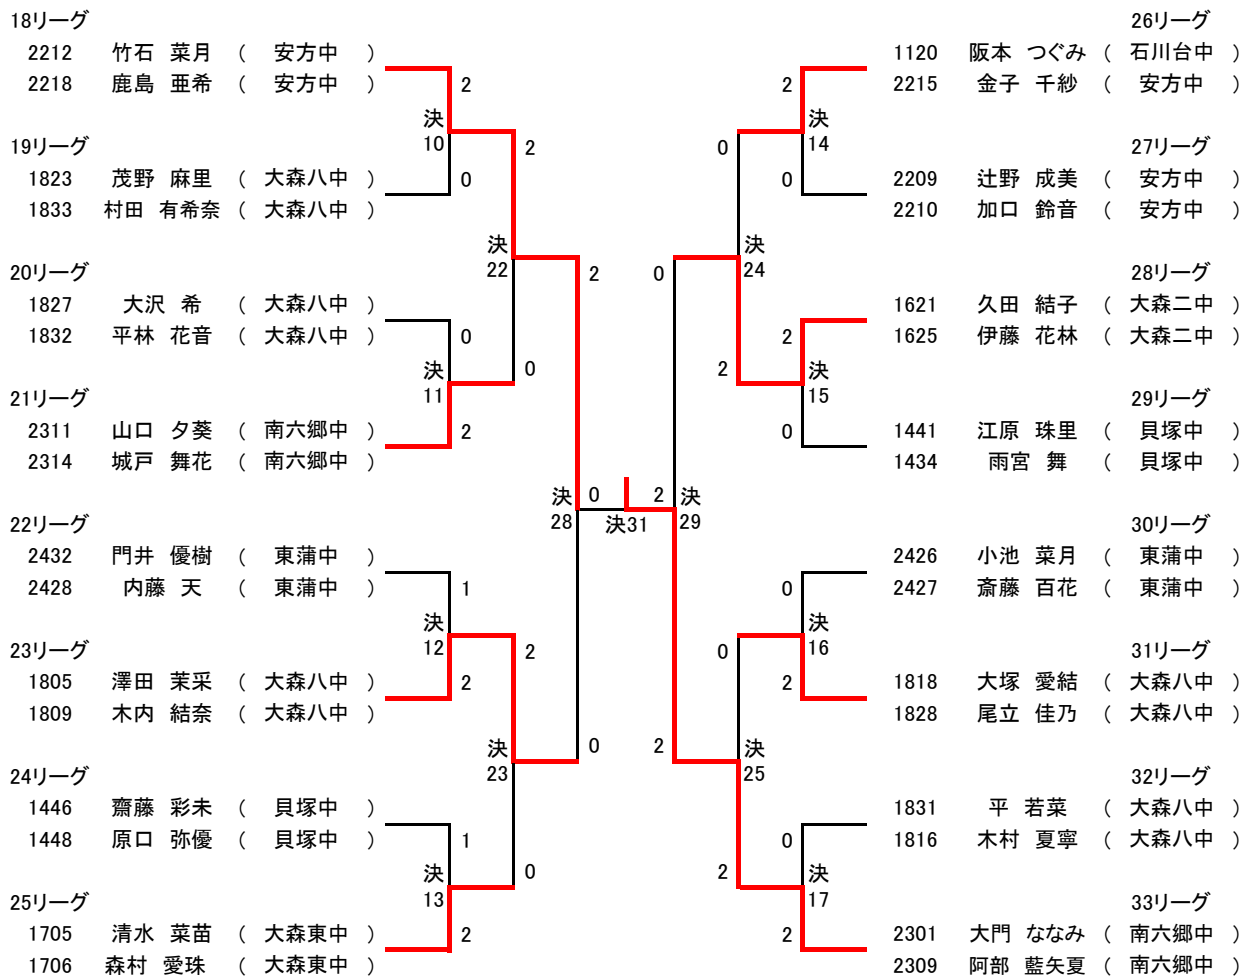 18リーグ
2212 竹石 菜月 ( 安方中 )
2218 鹿島 亜希 ( 安方中 )
2
決
10
2
19リーグ
1823 茂野 麻里 ( 大森八中 )
0
1833 村田 有希奈 ( 大森八中 )
決
22
2
20リーグ
1827 大沢 希 ( 大森八中 )
1832 平林 花音 ( 大森八中 )
0
決
11
0
21リーグ
2311 山口 夕葵 ( 南六郷中 )
2
2314 城戸 舞花 ( 南六郷中 )
決
28
0
決31
22リーグ
2432 門井 優樹 ( 東蒲中 )
2428 内藤 天 ( 東蒲中 )
1
決
12
2
23リーグ
1805 澤田 茉采 ( 大森八中 )
2
1809 木内 結奈 ( 大森八中 )
決
23
0
24リーグ
1446 齋藤 彩未 ( 貝塚中 )
1448 原口 弥優 ( 貝塚中 )
1
決
13
0
25リーグ
1705 清水 菜苗 ( 大森東中 )
2
1706 森村 愛珠 ( 大森東中 )
26リーグ
1120 阪本 つぐみ ( 石川台中 )
2
2215 金子 千紗 ( 安方中 )
決
14
0
27リーグ
0
2209 辻野 成美 ( 安方中 )
2210 加口 鈴音 ( 安方中 )
決
24
0
28リーグ
1621 久田 結子 ( 大森二中 )
2
1625 伊藤 花林 ( 大森二中 )
決
15
2
29リーグ
0
1441 江原 珠里 ( 貝塚中 )
1434 雨宮 舞 ( 貝塚中 )
2
決
29
30リーグ
2426 小池 菜月 ( 東蒲中 )
0
2427 斎藤 百花 ( 東蒲中 )
決
16
0
31リーグ
2
1818 大塚 愛結 ( 大森八中 )
1828 尾立 佳乃 ( 大森八中 )
2
決
25
32リーグ
1831 平 若菜 ( 大森八中 )
0
1816 木村 夏寧 ( 大森八中 )
決
17
2
33リーグ
2
2301 大門 ななみ ( 南六郷中 )
2309 阿部 藍矢夏 ( 南六郷中 )